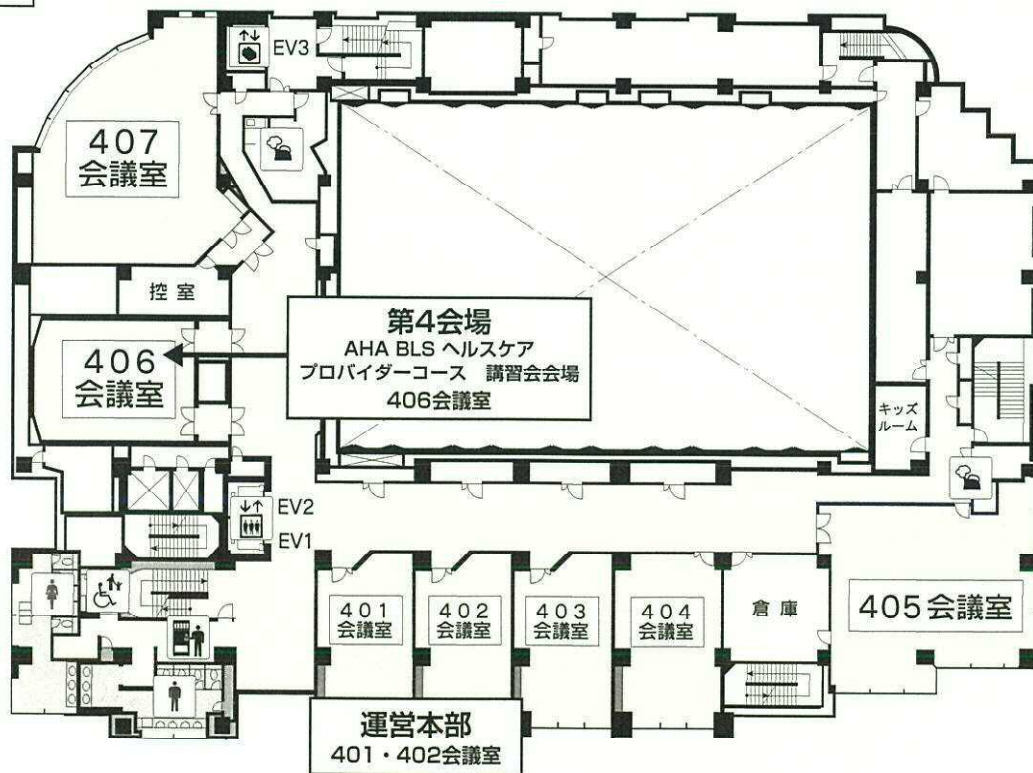 EV3
407
会議室
控 室
第4会場
AHA BLS ヘルスケア
プロバイダーコース 講習会会場
406会議室
406
会議室
キッズ
ルーム
EV2
EV1
401
会議室
402
会議室
403
会議室
404
会議室
倉 庫
405会議室
運営本部
401・402会議室